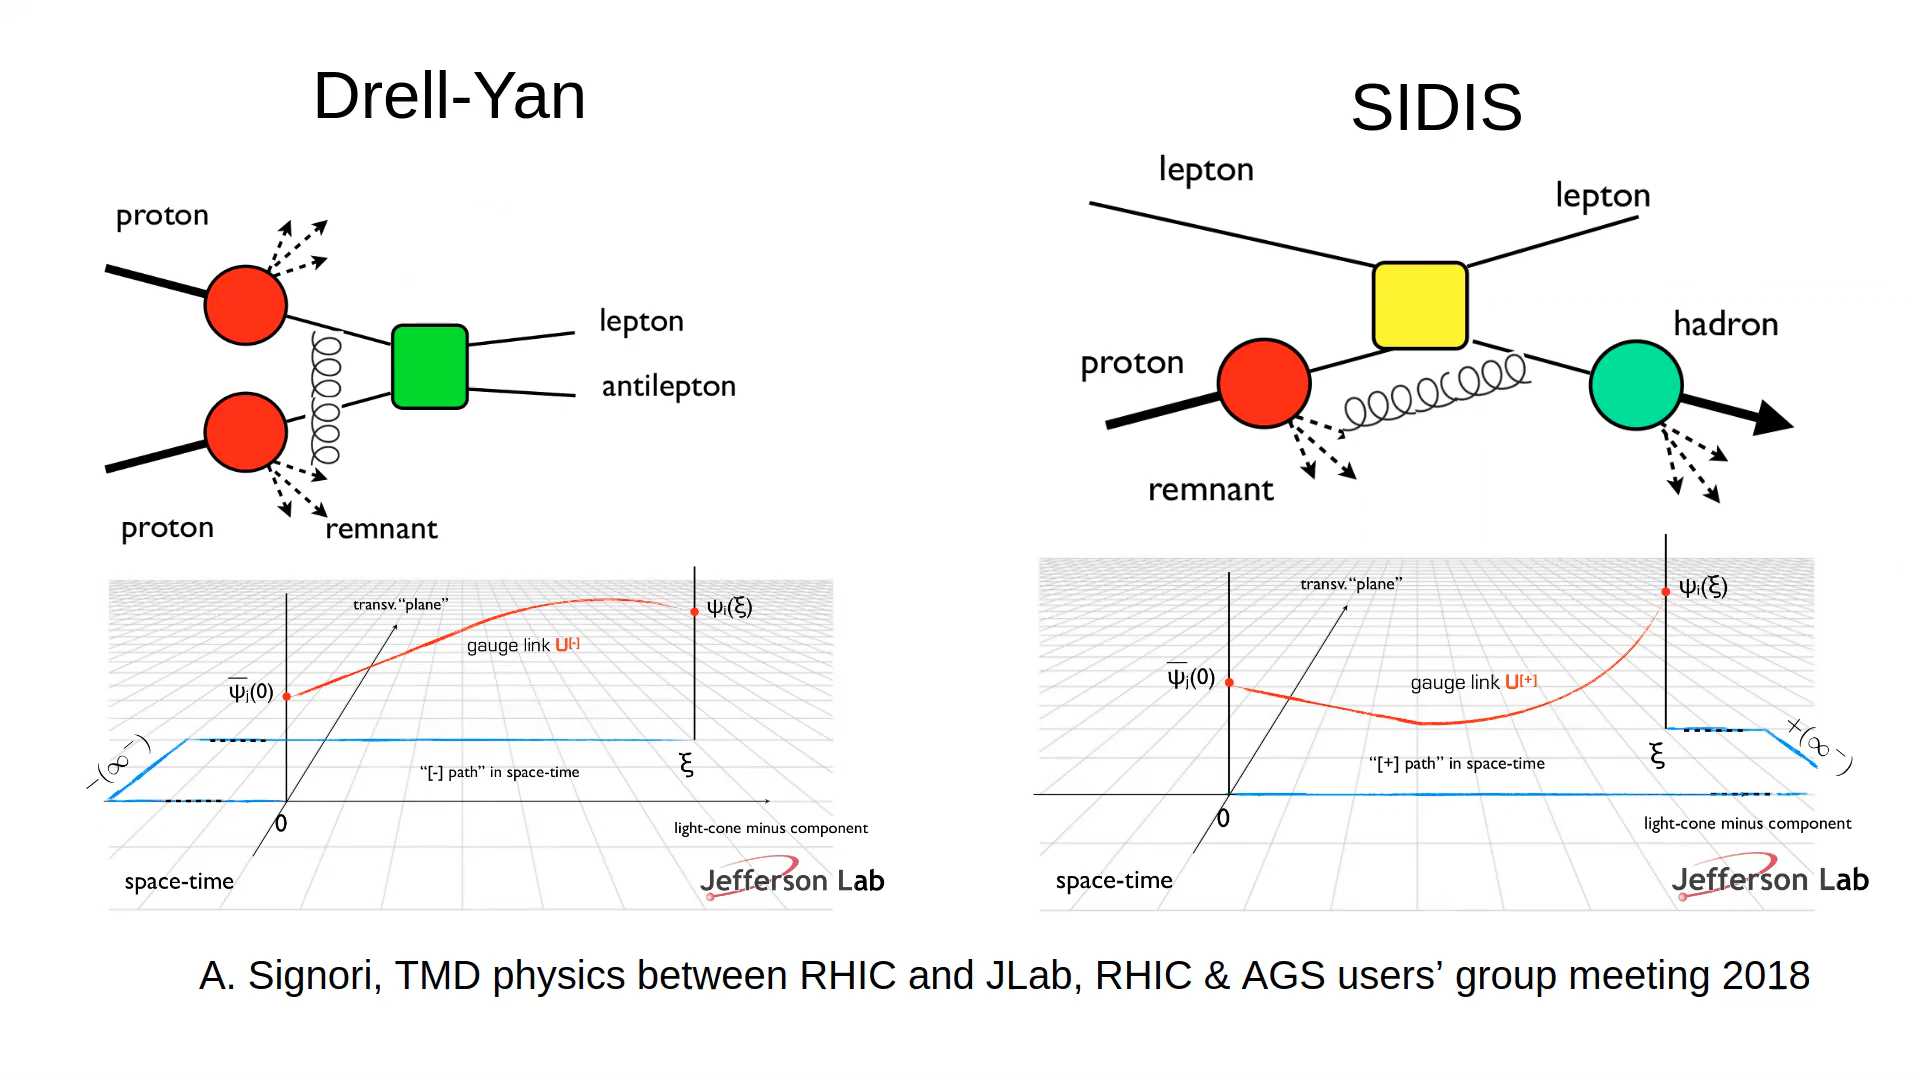 Drell-Yan
proton
lepton
antilepton
proton
remnant
transv. “plane”
ψᵢ(ξ)
gauge link U[-]
ψ̅ⱼ(0)
−(∞⁻)
ξ
“[-] path” in space-time
0
light-cone minus component
space-time
Jefferson Lab
SIDIS
lepton
lepton
hadron
proton
remnant
transv. “plane”
ψᵢ(ξ)
ψ̅ⱼ(0)
gauge link U[+]
+(∞⁻)
ξ
“[+] path” in space-time
0
light-cone minus component
space-time
Jefferson Lab
A. Signori, TMD physics between RHIC and JLab, RHIC & AGS users’ group meeting 2018